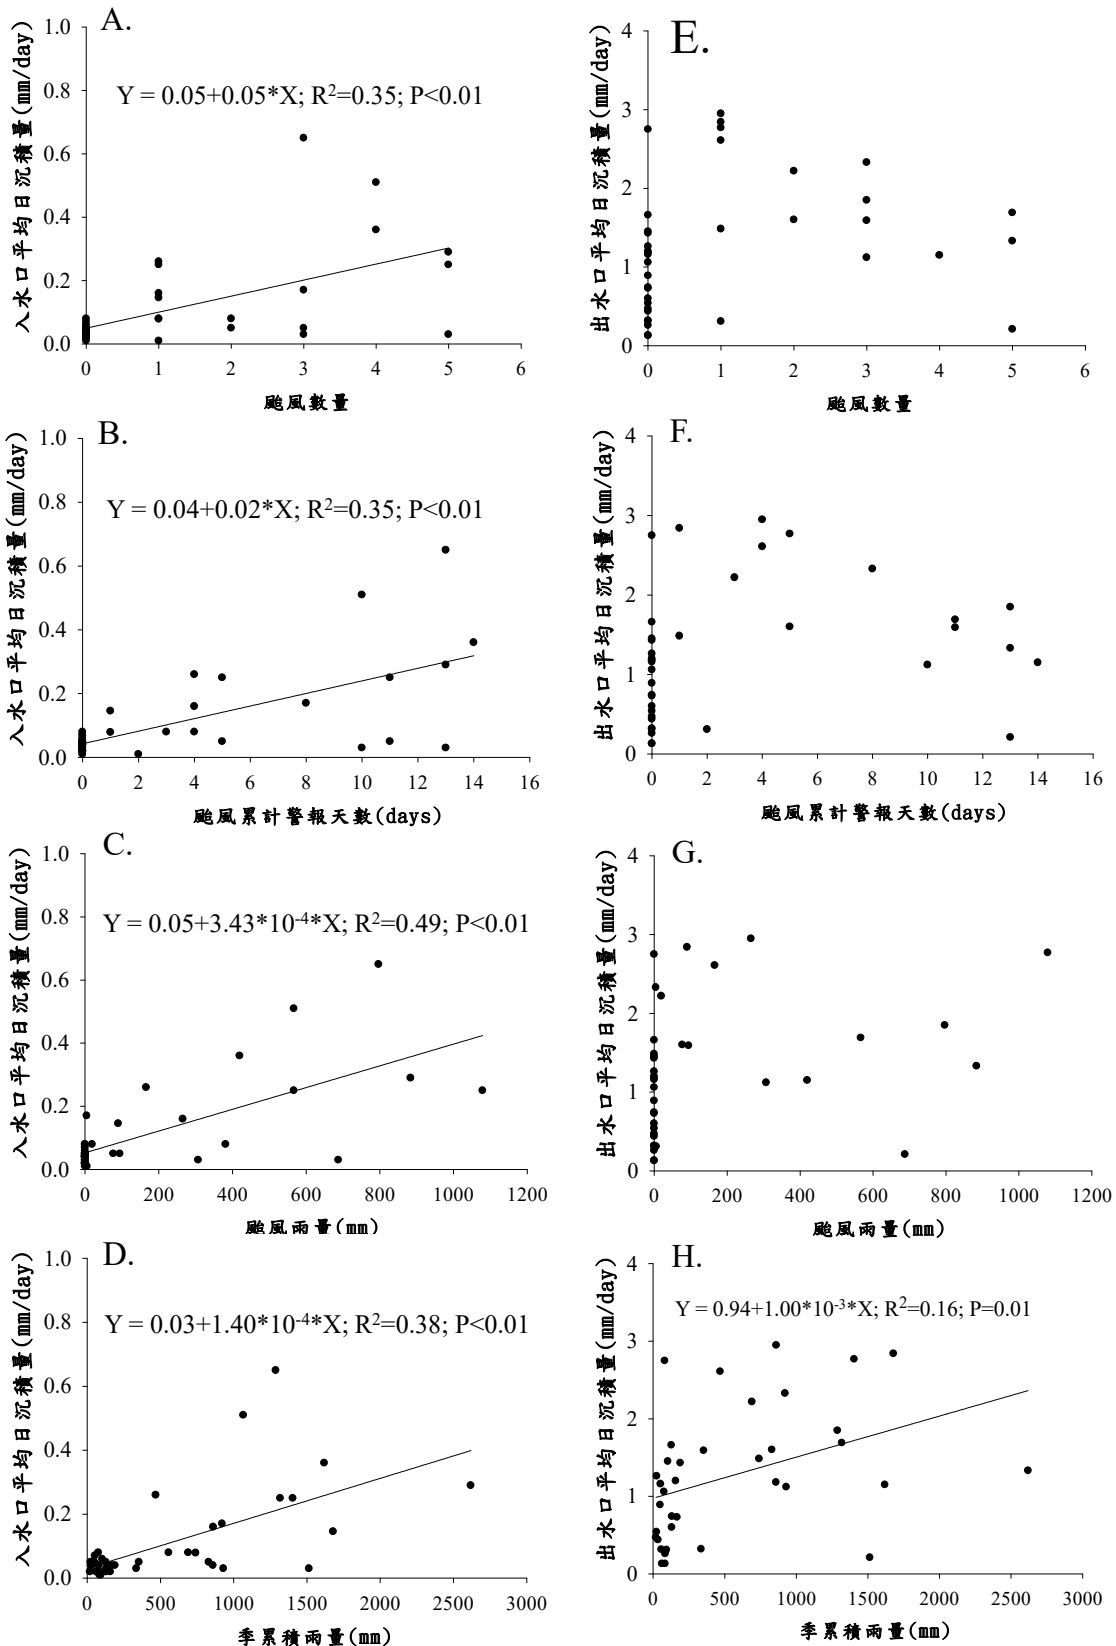 A.
入水口平均日沉積量(mm/day)
1.0
0.8
0.6
0.4
0.2
0.0
Y = 0.05+0.05*X; R²=0.35; P<0.01
0 1 2 3 4 5 6
颱風數量
E.
出水口平均日沉積量(mm/day)
4
3
2
1
0
0 1 2 3 4 5 6
颱風數量
B.
入水口平均日沉積量(mm/day)
1.0
0.8
0.6
0.4
0.2
0.0
Y = 0.04+0.02*X; R²=0.35; P<0.01
0 2 4 6 8 10 12 14 16
颱風累計警報天數(days)
F.
出水口平均日沉積量(mm/day)
4
3
2
1
0
0 2 4 6 8 10 12 14 16
颱風累計警報天數(days)
C.
入水口平均日沉積量(mm/day)
1.0
0.8
0.6
0.4
0.2
0.0
Y = 0.05+3.43*10⁻⁴*X; R²=0.49; P<0.01
0 200 400 600 800 1000 1200
颱風雨量(mm)
G.
出水口平均日沉積量(mm/day)
4
3
2
1
0
0 200 400 600 800 1000 1200
颱風雨量(mm)
D.
入水口平均日沉積量(mm/day)
1.0
0.8
0.6
0.4
0.2
0.0
Y = 0.03+1.40*10⁻⁴*X; R²=0.38; P<0.01
0 500 1000 1500 2000 2500 3000
季累積雨量(mm)
H.
出水口平均日沉積量(mm/day)
4
3
2
1
0
Y = 0.94+1.00*10⁻³*X; R²=0.16; P=0.01
0 500 1000 1500 2000 2500 3000
季累積雨量(mm)